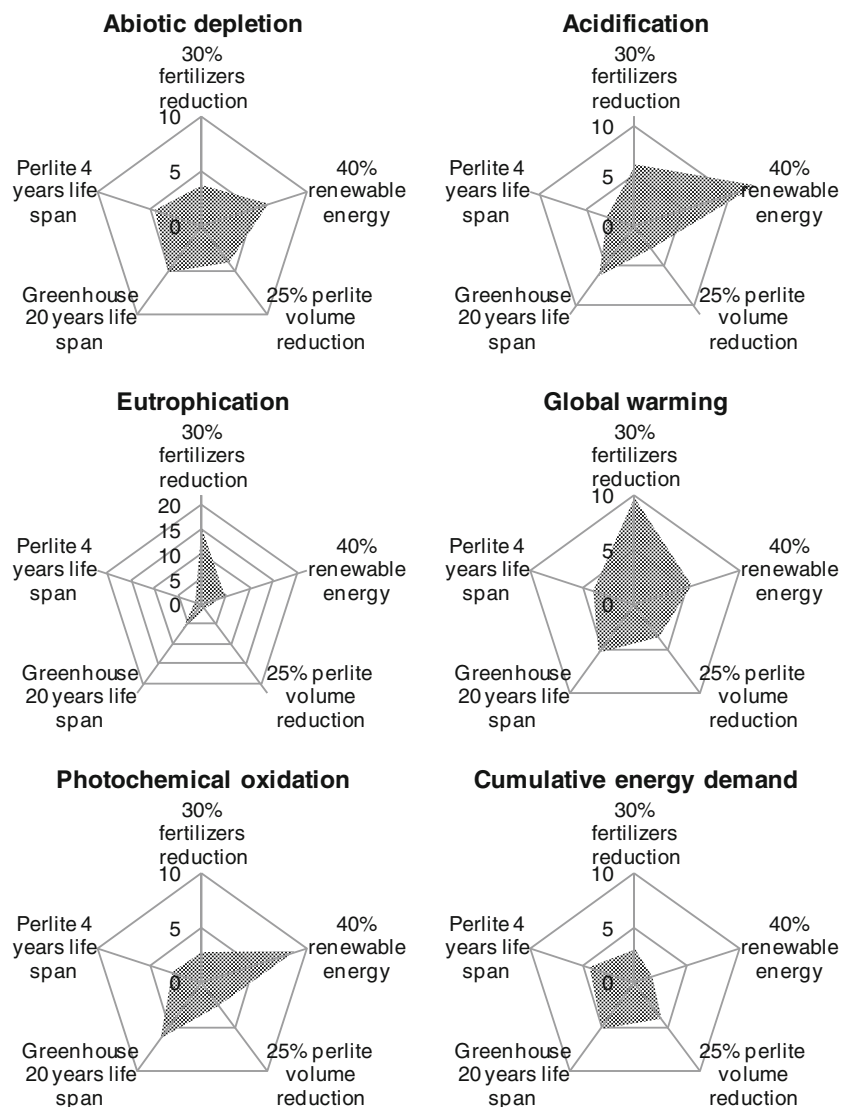 Abiotic depletion
30%
fertilizers
reduction
10
5
0
40%
renewable
energy
25% perlite
volume
reduction
Greenhouse
20 years life
span
Perlite 4
years life
span
Acidification
30%
fertilizers
reduction
10
5
0
40%
renewable
energy
25% perlite
volume
reduction
Greenhouse
20 years life
span
Perlite 4
years life
span
Eutrophication
30%
fertilizers
reduction
20
15
10
5
0
40%
renewable
energy
25% perlite
volume
reduction
Greenhouse
20 years life
span
Perlite 4
years life
span
Global warming
30%
fertilizers
reduction
10
5
0
40%
renewable
energy
25% perlite
volume
reduction
Greenhouse
20 years life
span
Perlite 4
years life
span
Photochemical oxidation
30%
fertilizers
reduction
10
5
0
40%
renewable
energy
25% perlite
volume
reduction
Greenhouse
20 years life
span
Perlite 4
years life
span
Cumulative energy demand
30%
fertilizers
reduction
10
5
0
40%
renewable
energy
25% perlite
volume
reduction
Greenhouse
20 years life
span
Perlite 4
years life
span